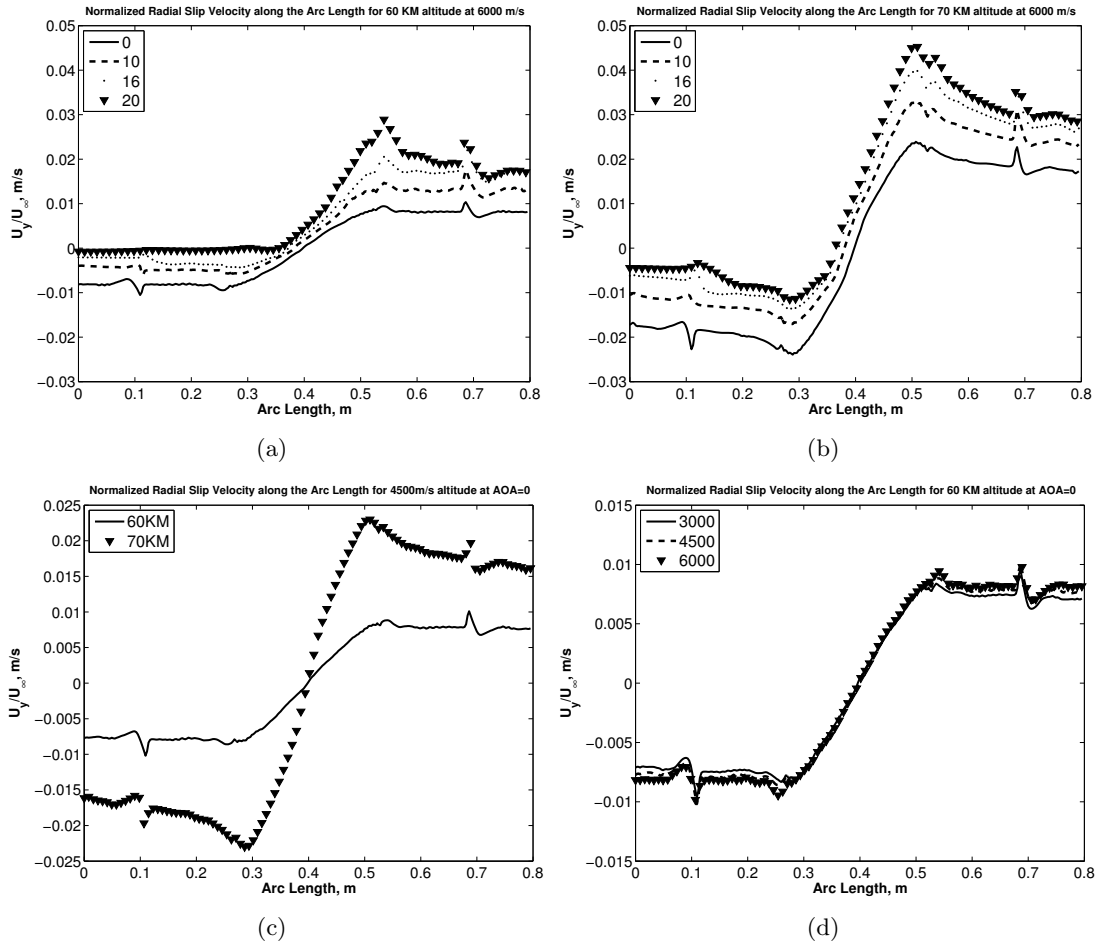 Normalized Radial Slip Velocity along the Arc Length for 60 KM altitude at 6000 m/s
0.05
0.04
0.03
0.02
0.01
0
−0.01
−0.02
−0.03
0
10
16
20
U_y/U_∞, m/s
0 0.1 0.2 0.3 0.4 0.5 0.6 0.7 0.8
Arc Length, m
(a)
Normalized Radial Slip Velocity along the Arc Length for 70 KM altitude at 6000 m/s
0.05
0.04
0.03
0.02
0.01
0
−0.01
−0.02
−0.03
0
10
16
20
U_y/U_∞, m/s
0 0.1 0.2 0.3 0.4 0.5 0.6 0.7 0.8
Arc Length, m
(b)
Normalized Radial Slip Velocity along the Arc Length for 4500m/s altitude at AOA=0
0.025
0.02
0.015
0.01
0.005
0
−0.005
−0.01
−0.015
−0.02
−0.025
60KM
70KM
U_y/U_∞, m/s
0 0.1 0.2 0.3 0.4 0.5 0.6 0.7 0.8
Arc Length, m
(c)
Normalized Radial Slip Velocity along the Arc Length for 60 KM altitude at AOA=0
0.015
0.01
0.005
0
−0.005
−0.01
−0.015
3000
4500
6000
U_y/U_∞, m/s
0 0.1 0.2 0.3 0.4 0.5 0.6 0.7 0.8
Arc Length, m
(d)